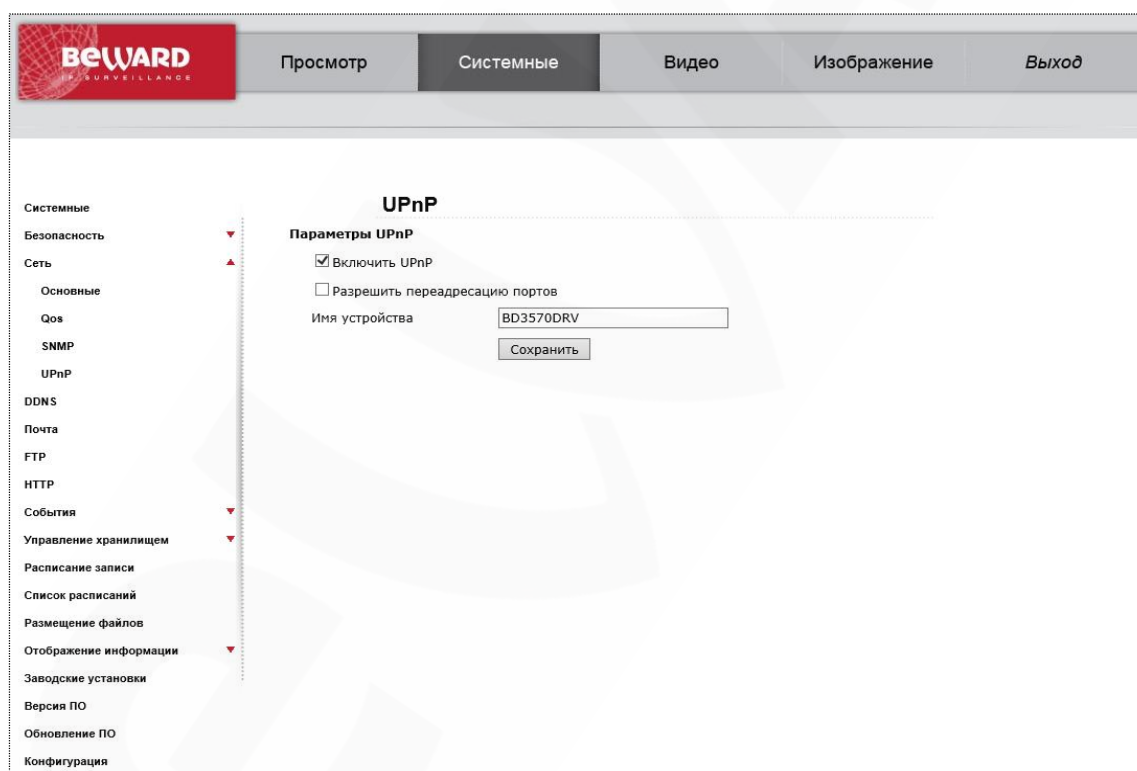 BEWARD
IP SURVEILLANCE
Просмотр
Системные
Видео
Изображение
Выход
Системные
Безопасность
Сеть
Основные
Qos
SNMP
UPnP
DDNS
Почта
FTP
HTTP
События
Управление хранилищем
Расписание записи
Список расписаний
Размещение файлов
Отображение информации
Заводские установки
Версия ПО
Обновление ПО
Конфигурация
UPnP
Параметры UPnP
Включить UPnP
Разрешить переадресацию портов
Имя устройства BD3570DRV
Сохранить